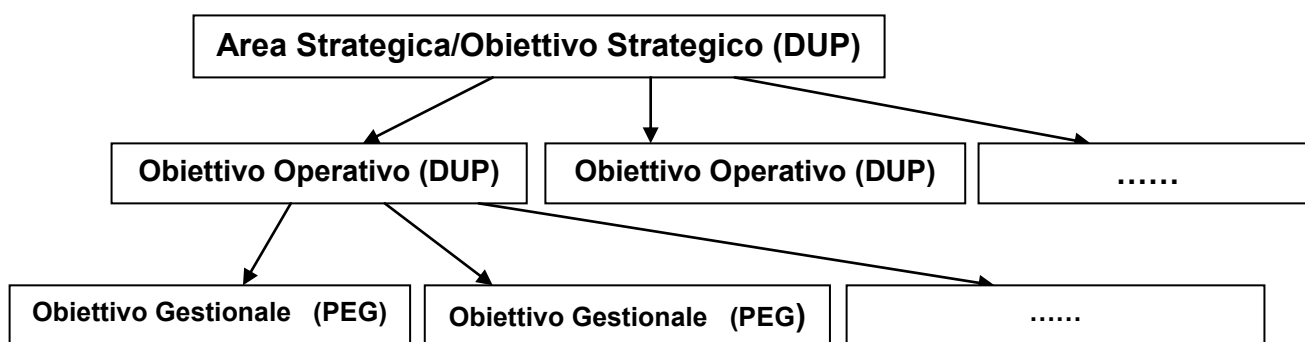 Area Strategica/Obiettivo Strategico (DUP)
Obiettivo Operativo (DUP)
Obiettivo Operativo (DUP)
……
Obiettivo Gestionale (PEG)
Obiettivo Gestionale (PEG)
……